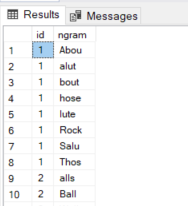 Results Messages
id ngram
1 1 Abou
2 1 alut
3 1 bout
4 1 hose
5 1 lute
6 1 Rock
7 1 Salu
8 1 Thos
9 2 alls
10 2 Ball